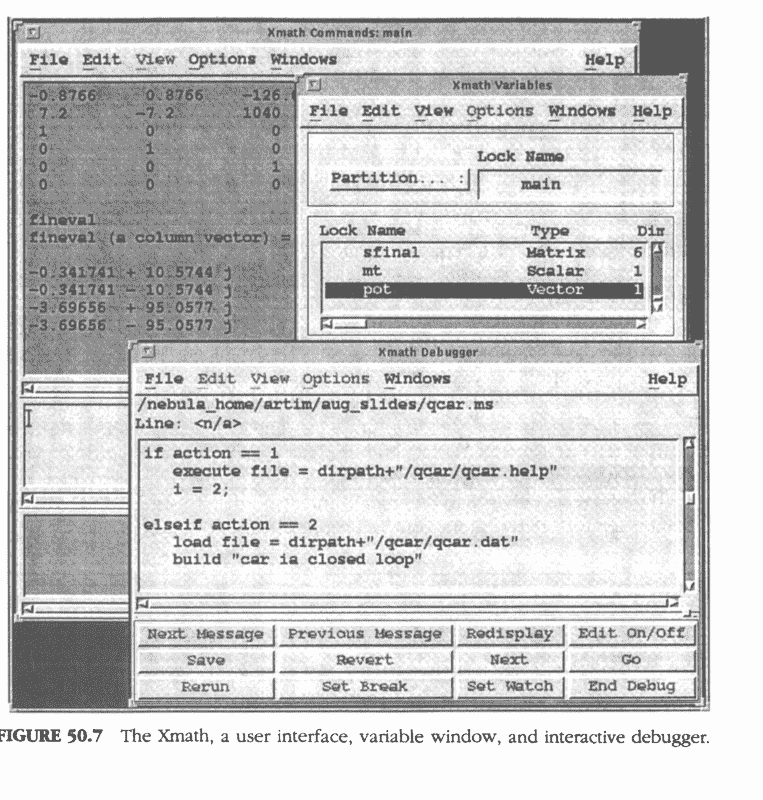 Xmath Commands: main
File Edit View Options Windows Help
-0.8766 0.8766 -126.
7.2 -7.2 1040
1 0 0
0 1 0
0 0 1
0 0 0
fineval
fineval (a column vector) =
-0.341741 + 10.5744 j
-0.341741 - 10.5744 j
-3.69656 + 95.0577 j
-3.69656 - 95.0577 j
Xmath Variables
File Edit View Options Windows Help
Lock Name
Partition... : main
Lock Name Type Dim
sfinal Matrix 6
mt Scalar 1
pot Vector 1
Xmath Debugger
File Edit View Options Windows Help
/nebula_home/artim/aug_slides/qcar.ms
Line: <n/a>
if action == 1
execute file = dirpath+"/qcar/qcar.help"
i = 2;
elseif action == 2
load file = dirpath+"/qcar/qcar.dat"
build "car ia closed loop"
Next Message Previous Message Redisplay Edit On/Off
Save Revert Next Go
Rerun Set Break Set Watch End Debug
FIGURE 50.7 The Xmath, a user interface, variable window, and interactive debugger.